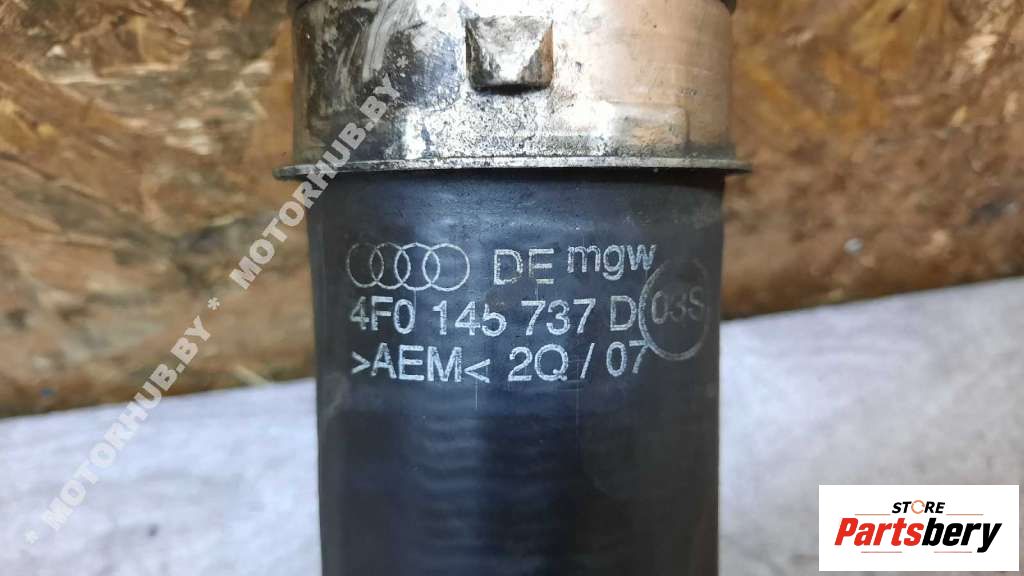 DE mgw
4F0 145 737 D 03S
>AEM< 2Q/07
* MOTORHUB.BY * MOTORHUB.BY *
STORE
Partsbery